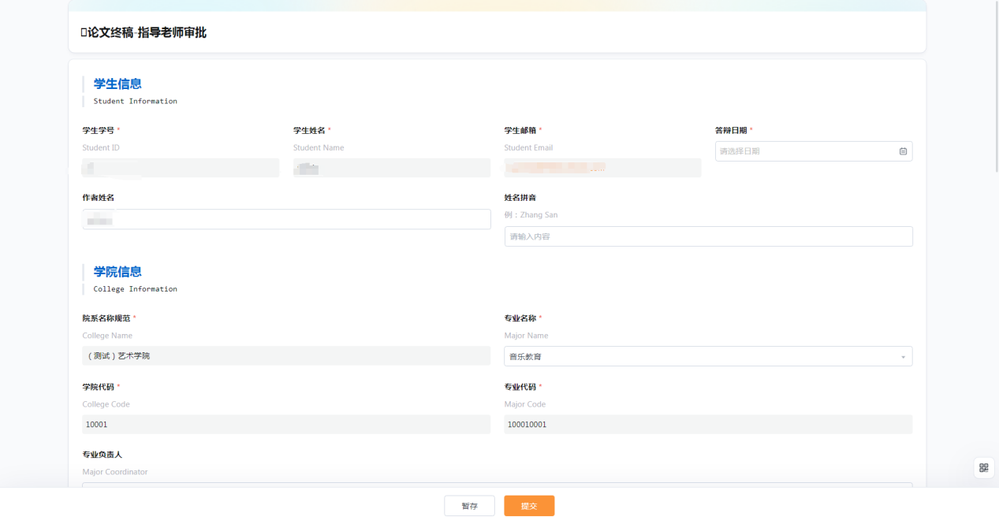 论文终稿-指导老师审批
学生信息
Student Information
学生学号 * 学生姓名 * 学生邮箱 * 答辩日期 *
Student ID Student Name Student Email
请选择日期
作者姓名 姓名拼音
例：Zhang San
请输入内容
学院信息
College Information
院系名称规范 * 专业名称 *
College Name Major Name
（测试）艺术学院 音乐教育
学院代码 * 专业代码 *
College Code Major Code
10001 100010001
专业负责人
Major Coordinator
暂存 提交